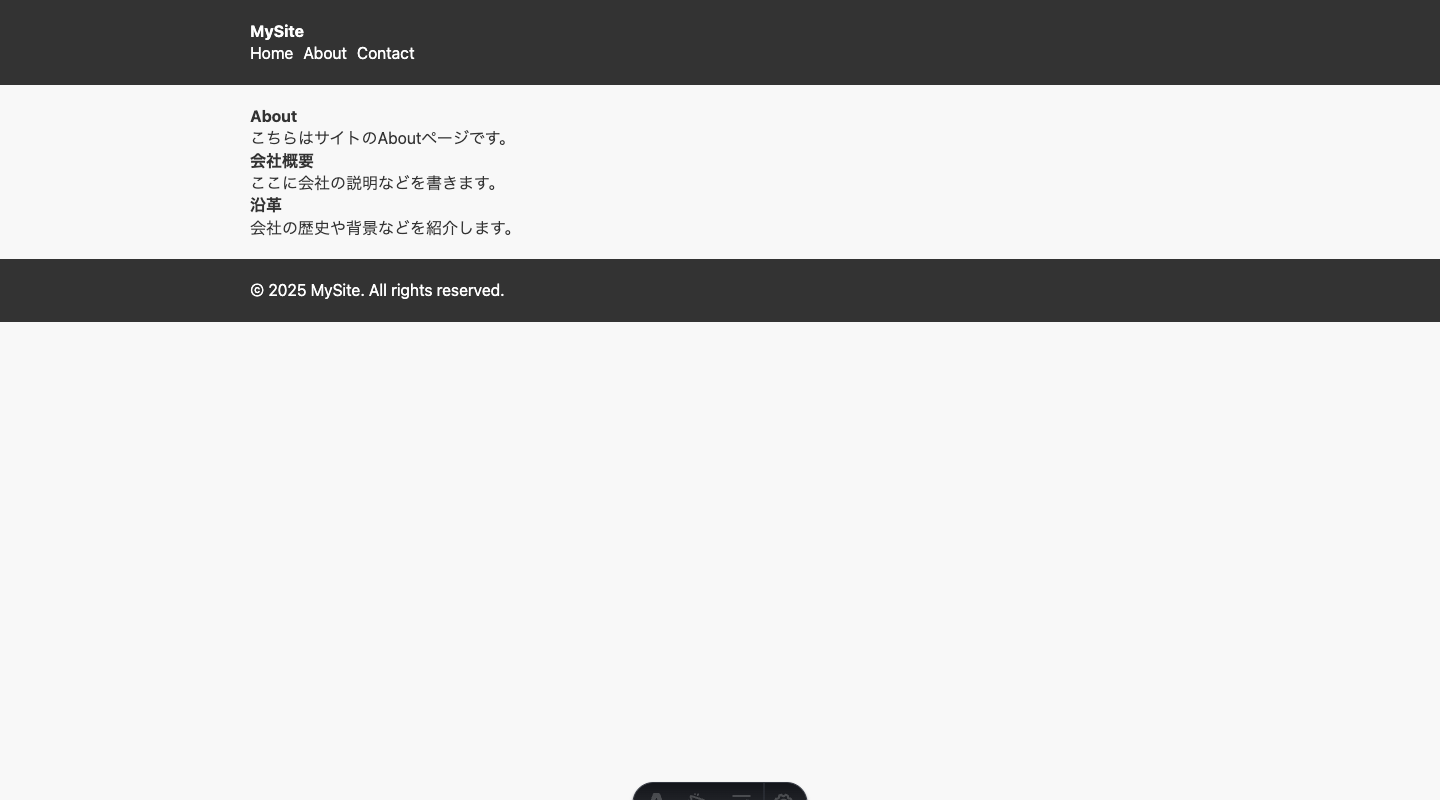 MySite
Home About Contact
About
こちらはサイトのAboutページです。
会社概要
ここに会社の説明などを書きます。
沿革
会社の歴史や背景などを紹介します。
© 2025 MySite. All rights reserved.